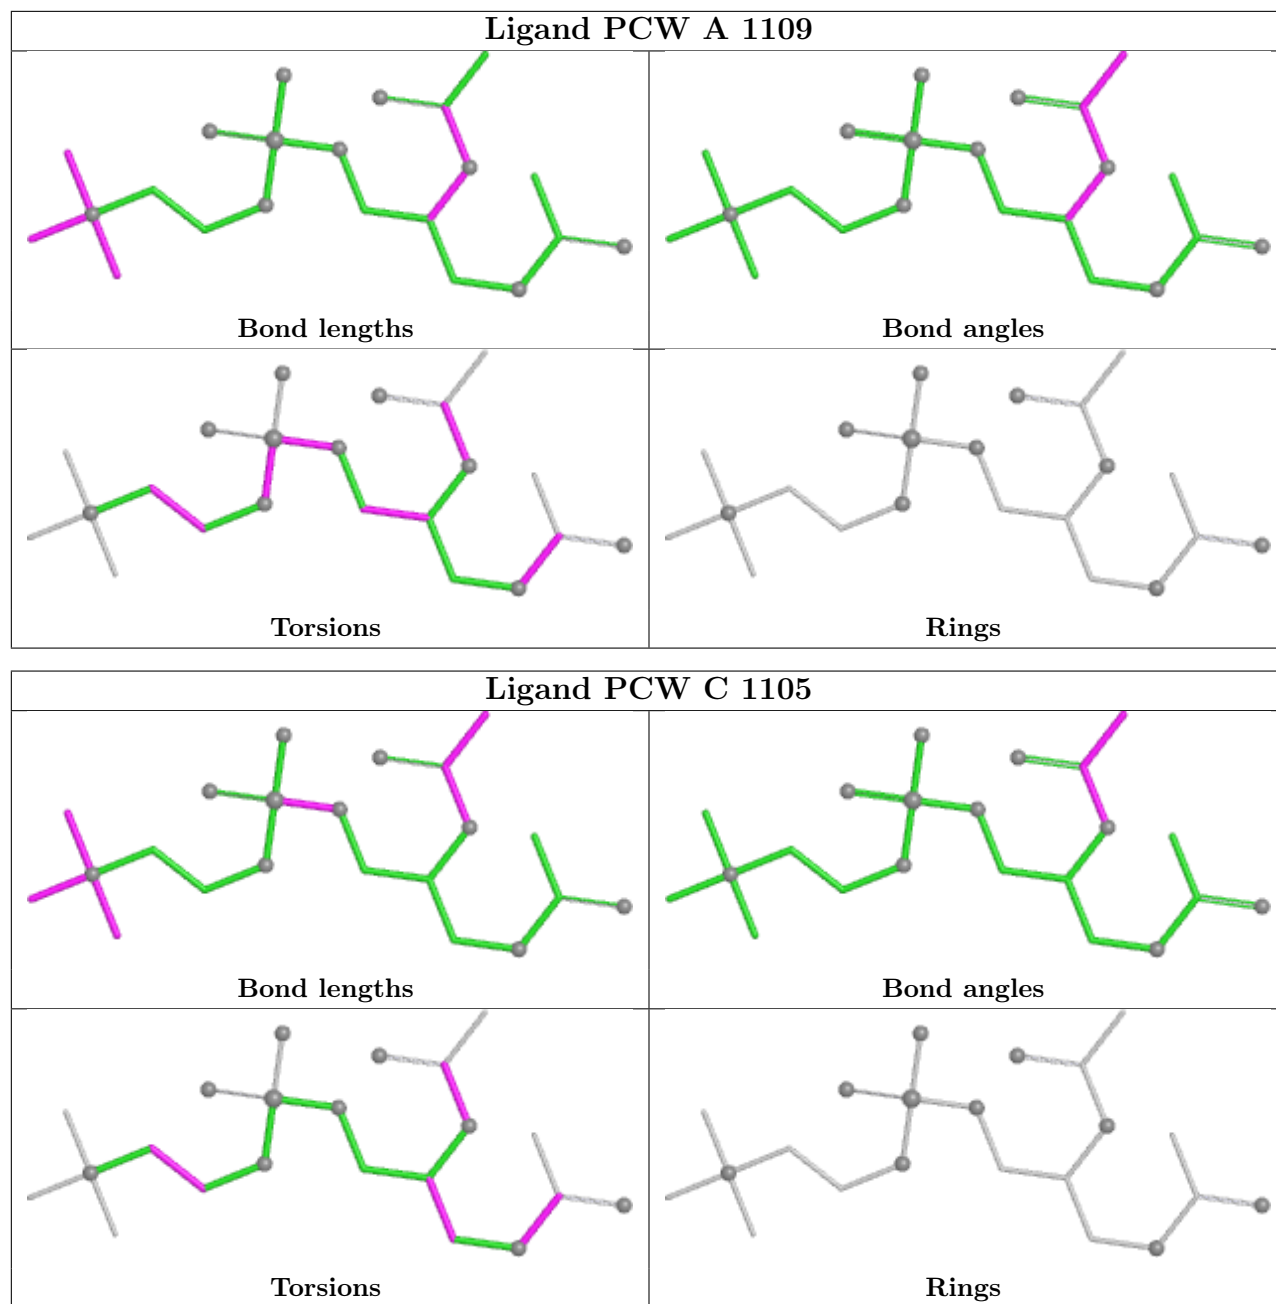 Ligand PCW A 1109
Bond lengths
Bond angles
Torsions
Rings
Ligand PCW C 1105
Bond lengths
Bond angles
Torsions
Rings